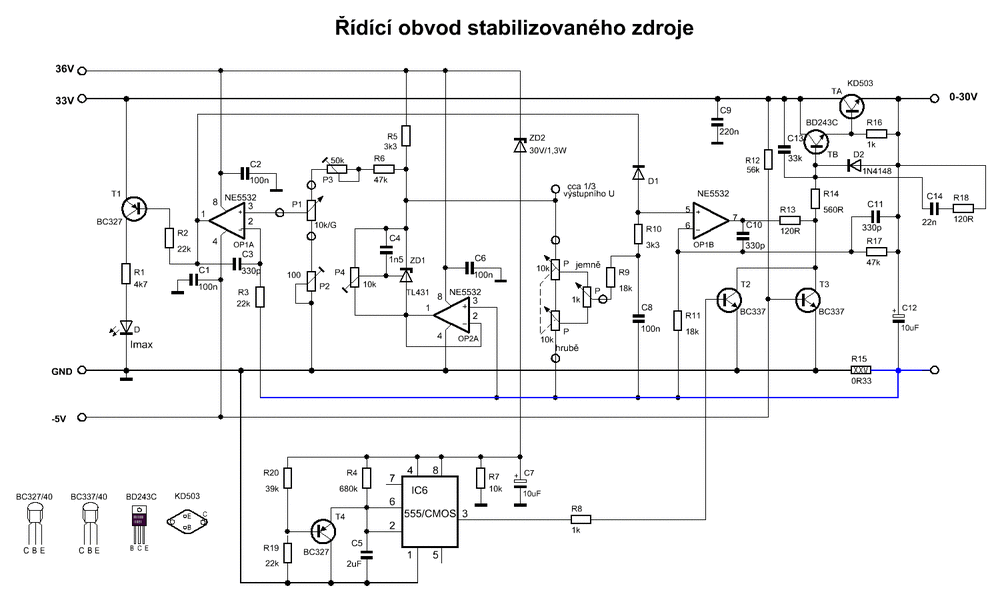 Řídící obvod stabilizovaného zdroje
36V
33V
0-30V
KD503
TA
BD243C
TB
R16
1k
C9
220n
C13
33k
R12
56k
D2
1N4148
R14
560R
C14
22n
R18
120R
C11
330p
R17
47k
R13
120R
C10
330p
NE5532
5
6
7
OP1B
D1
R10
3k3
ZD2
30V/1,3W
cca 1/3
výstupního U
R5
3k3
R6
47k
50k
P3
C2
100n
T1
BC327
R2
22k
NE5532
8
1
3
2
4
OP1A
P1
10k/G
C3
330p
C1
100n
R3
22k
100
P2
R1
4k7
D
Imax
P4
10k
C4
1n5
ZD1
TL431
C6
100n
NE5532
8
1
3
2
4
OP2A
P
10k
jemně
1k
P
P
10k
hrubě
R9
18k
C8
100n
R11
18k
T2
BC337
T3
BC337
C12
+
10uF
R15
0R33
GND
-5V
BC327/40
C B E
BC337/40
C B E
BD243C
B C E
KD503
E
B
C
R20
39k
R19
22k
T4
BC327
R4
680k
C5
2uF
IC6
555/CMOS
4
8
7
6
2
3
1
5
R7
10k
C7
+
10uF
R8
1k